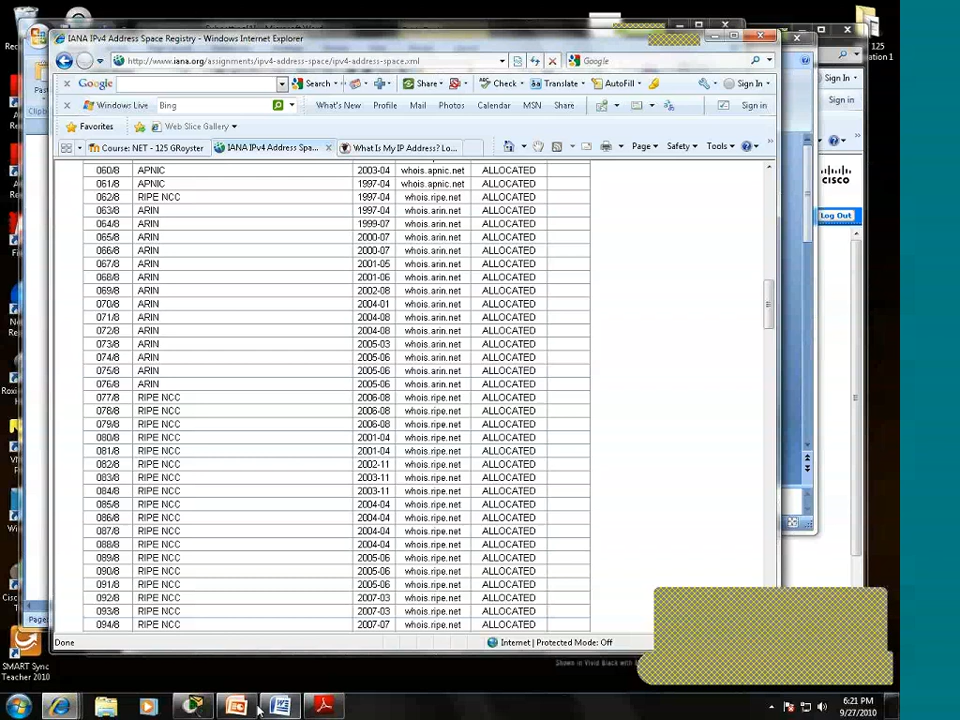 IANA IPv4 Address Space Registry - Windows Internet Explorer
http://www.iana.org/assignments/ipv4-address-space/ipv4-address-space.xml
Google
Google Search Share Check Translate AutoFill Sign In
Windows Live Bing What's New Profile Mail Photos Calendar MSN Share Sign in
Favorites Web Slice Gallery
Course: NET - 125 GRoyster IANA IPv4 Address Spa... What Is My IP Address? Lo... Page Safety Tools
060/8 APNIC 2003-04 whois.apnic.net ALLOCATED
061/8 APNIC 1997-04 whois.apnic.net ALLOCATED
062/8 RIPE NCC 1997-04 whois.ripe.net ALLOCATED
063/8 ARIN 1997-04 whois.arin.net ALLOCATED
064/8 ARIN 1999-07 whois.arin.net ALLOCATED
065/8 ARIN 2000-07 whois.arin.net ALLOCATED
066/8 ARIN 2000-07 whois.arin.net ALLOCATED
067/8 ARIN 2001-05 whois.arin.net ALLOCATED
068/8 ARIN 2001-06 whois.arin.net ALLOCATED
069/8 ARIN 2002-08 whois.arin.net ALLOCATED
070/8 ARIN 2004-01 whois.arin.net ALLOCATED
071/8 ARIN 2004-08 whois.arin.net ALLOCATED
072/8 ARIN 2004-08 whois.arin.net ALLOCATED
073/8 ARIN 2005-03 whois.arin.net ALLOCATED
074/8 ARIN 2005-06 whois.arin.net ALLOCATED
075/8 ARIN 2005-06 whois.arin.net ALLOCATED
076/8 ARIN 2005-06 whois.arin.net ALLOCATED
077/8 RIPE NCC 2006-08 whois.ripe.net ALLOCATED
078/8 RIPE NCC 2006-08 whois.ripe.net ALLOCATED
079/8 RIPE NCC 2006-08 whois.ripe.net ALLOCATED
080/8 RIPE NCC 2001-04 whois.ripe.net ALLOCATED
081/8 RIPE NCC 2001-04 whois.ripe.net ALLOCATED
082/8 RIPE NCC 2002-11 whois.ripe.net ALLOCATED
083/8 RIPE NCC 2003-11 whois.ripe.net ALLOCATED
084/8 RIPE NCC 2003-11 whois.ripe.net ALLOCATED
085/8 RIPE NCC 2004-04 whois.ripe.net ALLOCATED
086/8 RIPE NCC 2004-04 whois.ripe.net ALLOCATED
087/8 RIPE NCC 2004-04 whois.ripe.net ALLOCATED
088/8 RIPE NCC 2004-04 whois.ripe.net ALLOCATED
089/8 RIPE NCC 2005-06 whois.ripe.net ALLOCATED
090/8 RIPE NCC 2005-06 whois.ripe.net ALLOCATED
091/8 RIPE NCC 2005-06 whois.ripe.net ALLOCATED
092/8 RIPE NCC 2007-03 whois.ripe.net ALLOCATED
093/8 RIPE NCC 2007-03 whois.ripe.net ALLOCATED
094/8 RIPE NCC 2007-07 whois.ripe.net ALLOCATED
Done Internet | Protected Mode: Off
125
Sign In
Sign in
CISCO
Log Out
SMART Sync
Teacher 2010
6:21 PM
9/27/2010